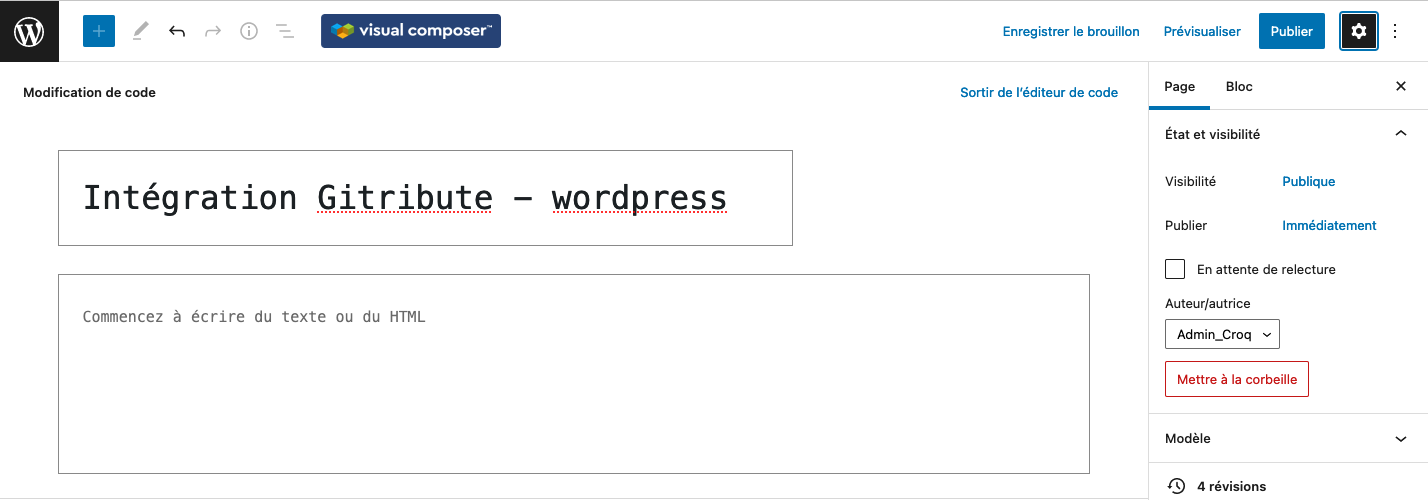 visual composer™
Enregistrer le brouillon
Prévisualiser
Publier
Modification de code
Sortir de l'éditeur de code
Page
Bloc
Intégration Gitribute – wordpress
Commencez à écrire du texte ou du HTML
État et visibilité
Visibilité
Publique
Publier
Immédiatement
En attente de relecture
Auteur/autrice
Admin_Croq
Mettre à la corbeille
Modèle
4 révisions